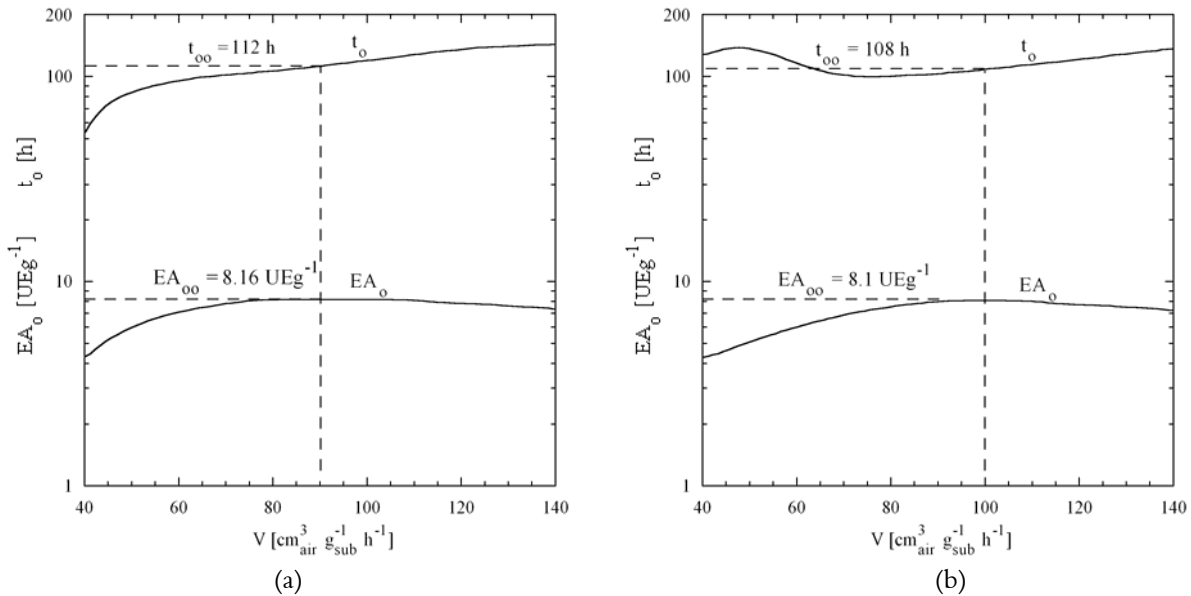 200
t_oo = 112 h
t_o
100
t_o [h]
EA_oo = 8.16 UEg^-1
EA_o
10
EA_o [UEg^-1]
1
40 60 80 100 120 140
V [cm^3_air g^-1_sub h^-1]
(a)
200
t_oo = 108 h
t_o
100
t_o [h]
EA_oo = 8.1 UEg^-1
EA_o
10
EA_o [UEg^-1]
1
40 60 80 100 120 140
V [cm^3_air g^-1_sub h^-1]
(b)